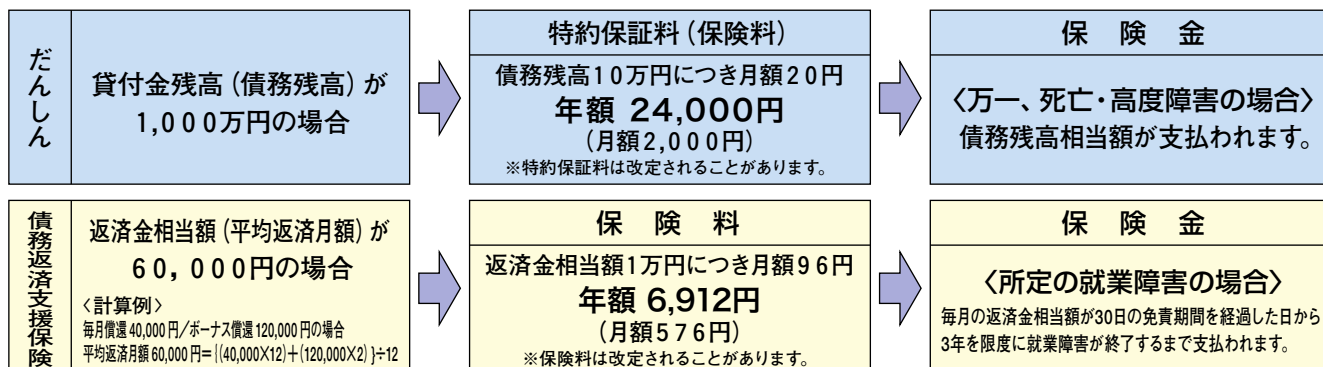 だんしん
貸付金残高(債務残高)が
1,000万円の場合
特約保証料(保険料)
債務残高10万円につき月額20円
年額 24,000円
(月額2,000円)
※特約保証料は改定されることがあります。
保険金
〈万一、死亡・高度障害の場合〉
債務残高相当額が支払われます。
債務返済支援保険
返済金相当額(平均返済月額)が
60,000円の場合
〈計算例〉
毎月償還40,000円/ボーナス償還120,000円の場合
平均返済月額60,000円={(40,000×12)+(120,000×2)}÷12
保険料
返済金相当額1万円につき月額96円
年額 6,912円
(月額576円)
※保険料は改定されることがあります。
保険金
〈所定の就業障害の場合〉
毎月の返済金相当額が30日の免責期間を経過した日から
3年を限度に就業障害が終了するまで支払われます。